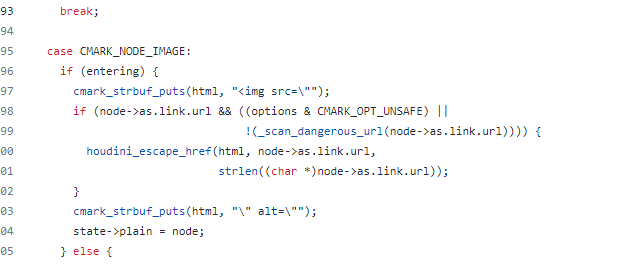 93       break;
94
95     case CMARK_NODE_IMAGE:
96       if (entering) {
97         cmark_strbuf_puts(html, "<img src=\"");
98         if (node->as.link.url && ((options & CMARK_OPT_UNSAFE) ||
99                                   !(_scan_dangerous_url(node->as.link.url)))) {
00           houdini_escape_href(html, node->as.link.url,
01                               strlen((char *)node->as.link.url));
02         }
03         cmark_strbuf_puts(html, "\" alt=\"");
04         state->plain = node;
05       } else {